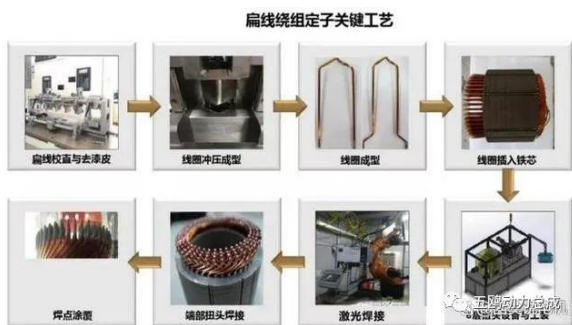 扁线绕组定子关键工艺
扁线校直与去漆皮
线圈冲压成型
线圈成型
线圈插入铁芯
焊点涂覆
端部扭头焊接
激光焊接
五鸥动力总成